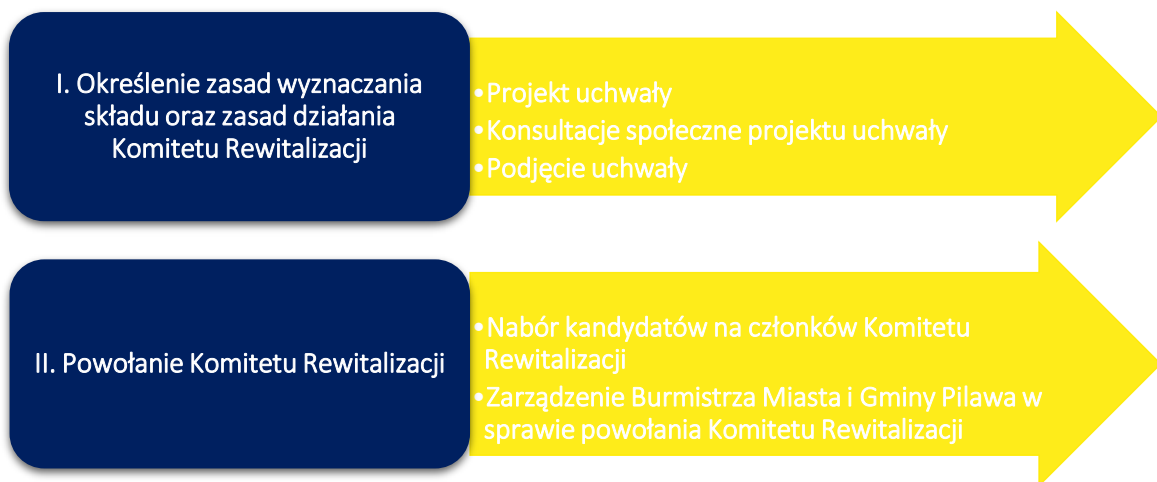 I. Określenie zasad wyznaczania
składu oraz zasad działania
Komitetu Rewitalizacji
•Projekt uchwały
•Konsultacje społeczne projektu uchwały
•Podjęcie uchwały
II. Powołanie Komitetu Rewitalizacji
•Nabór kandydatów na członków Komitetu
Rewitalizacji
•Zarządzenie Burmistrza Miasta i Gminy Pilawa w
sprawie powołania Komitetu Rewitalizacji